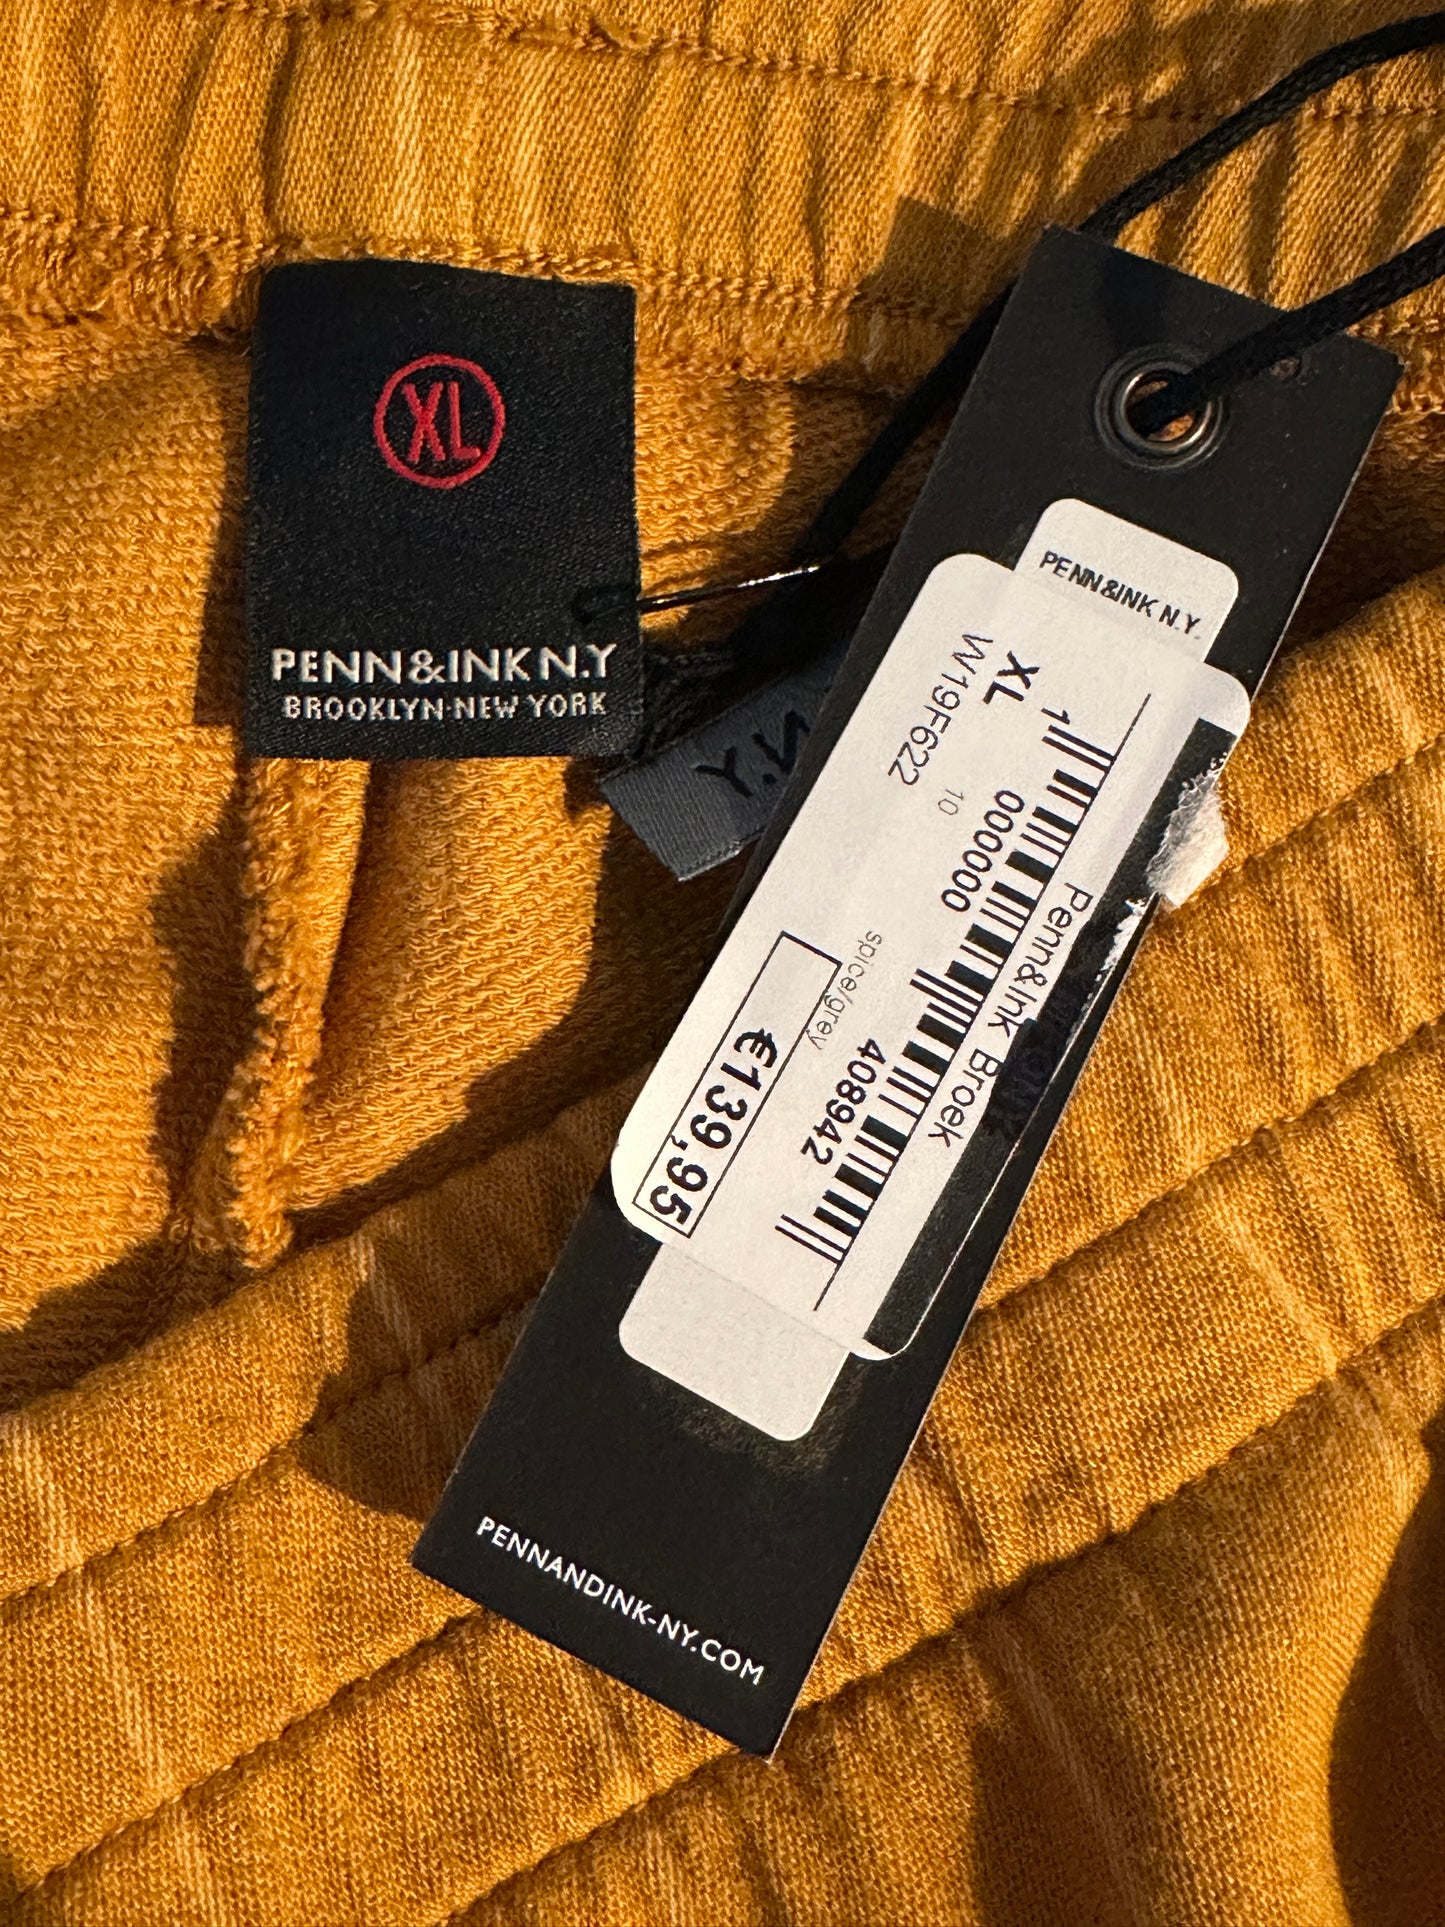 XL
PENN&INK N.Y
BROOKLYN·NEW YORK
N.Y.
PENN&INK N.Y.
Penn&Ink Broek
1 000000 408942
XL
W19F622
10
spice/grey
€139,95
PENNANDINK-NY.COM